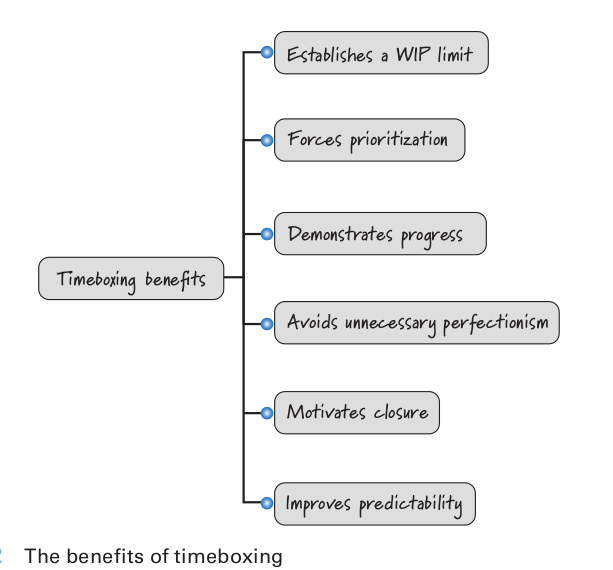 Establishes a WIP limit
Forces prioritization
Demonstrates progress
Timeboxing benefits
Avoids unnecessary perfectionism
Motivates closure
Improves predictability
The benefits of timeboxing